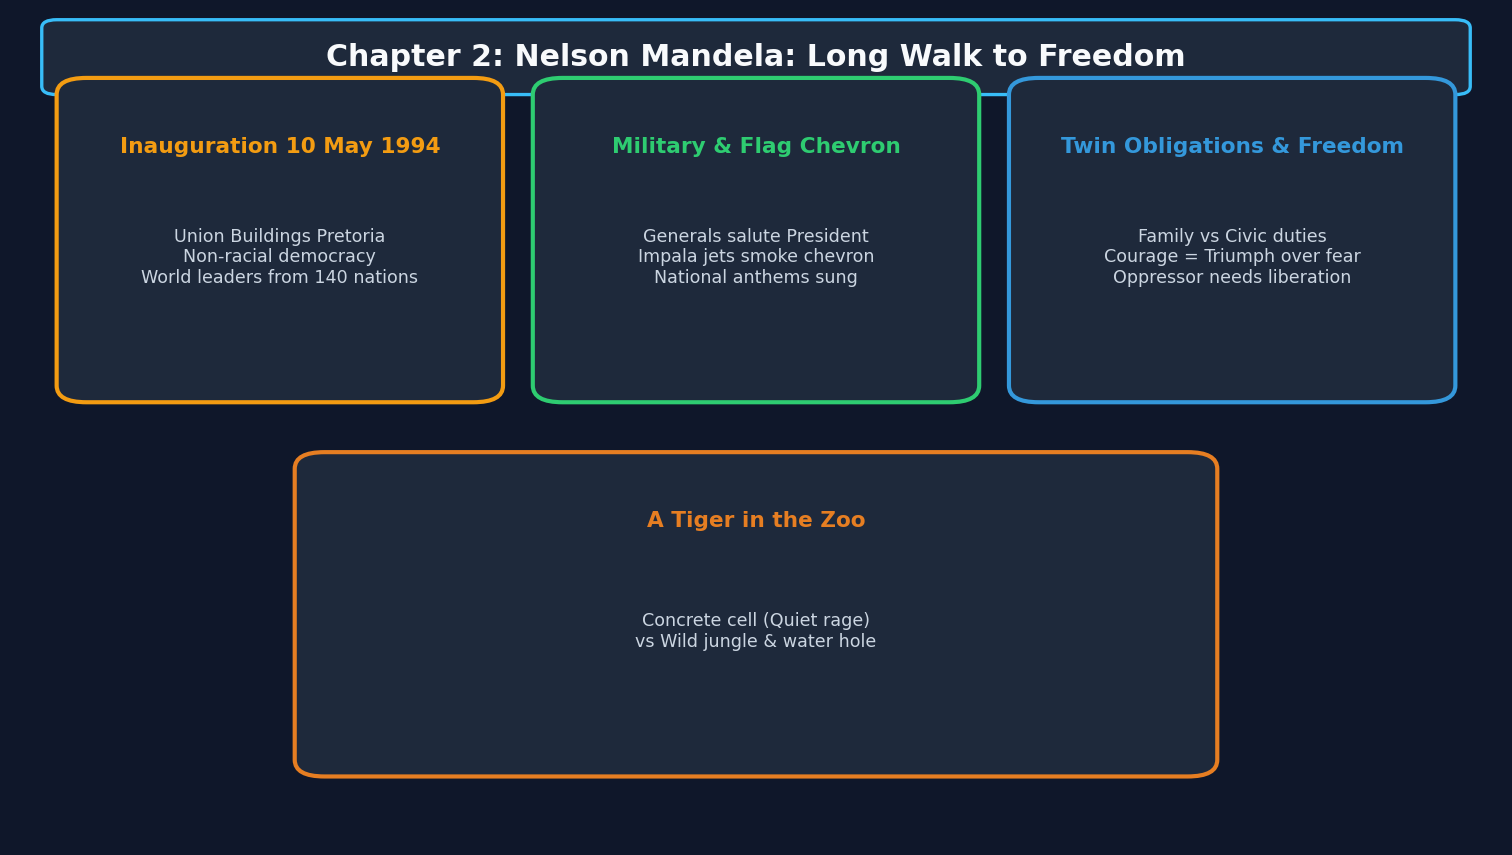 Chapter 2: Nelson Mandela: Long Walk to Freedom
Inauguration 10 May 1994
Union Buildings Pretoria
Non-racial democracy
World leaders from 140 nations
Military & Flag Chevron
Generals salute President
Impala jets smoke chevron
National anthems sung
Twin Obligations & Freedom
Family vs Civic duties
Courage = Triumph over fear
Oppressor needs liberation
A Tiger in the Zoo
Concrete cell (Quiet rage)
vs Wild jungle & water hole